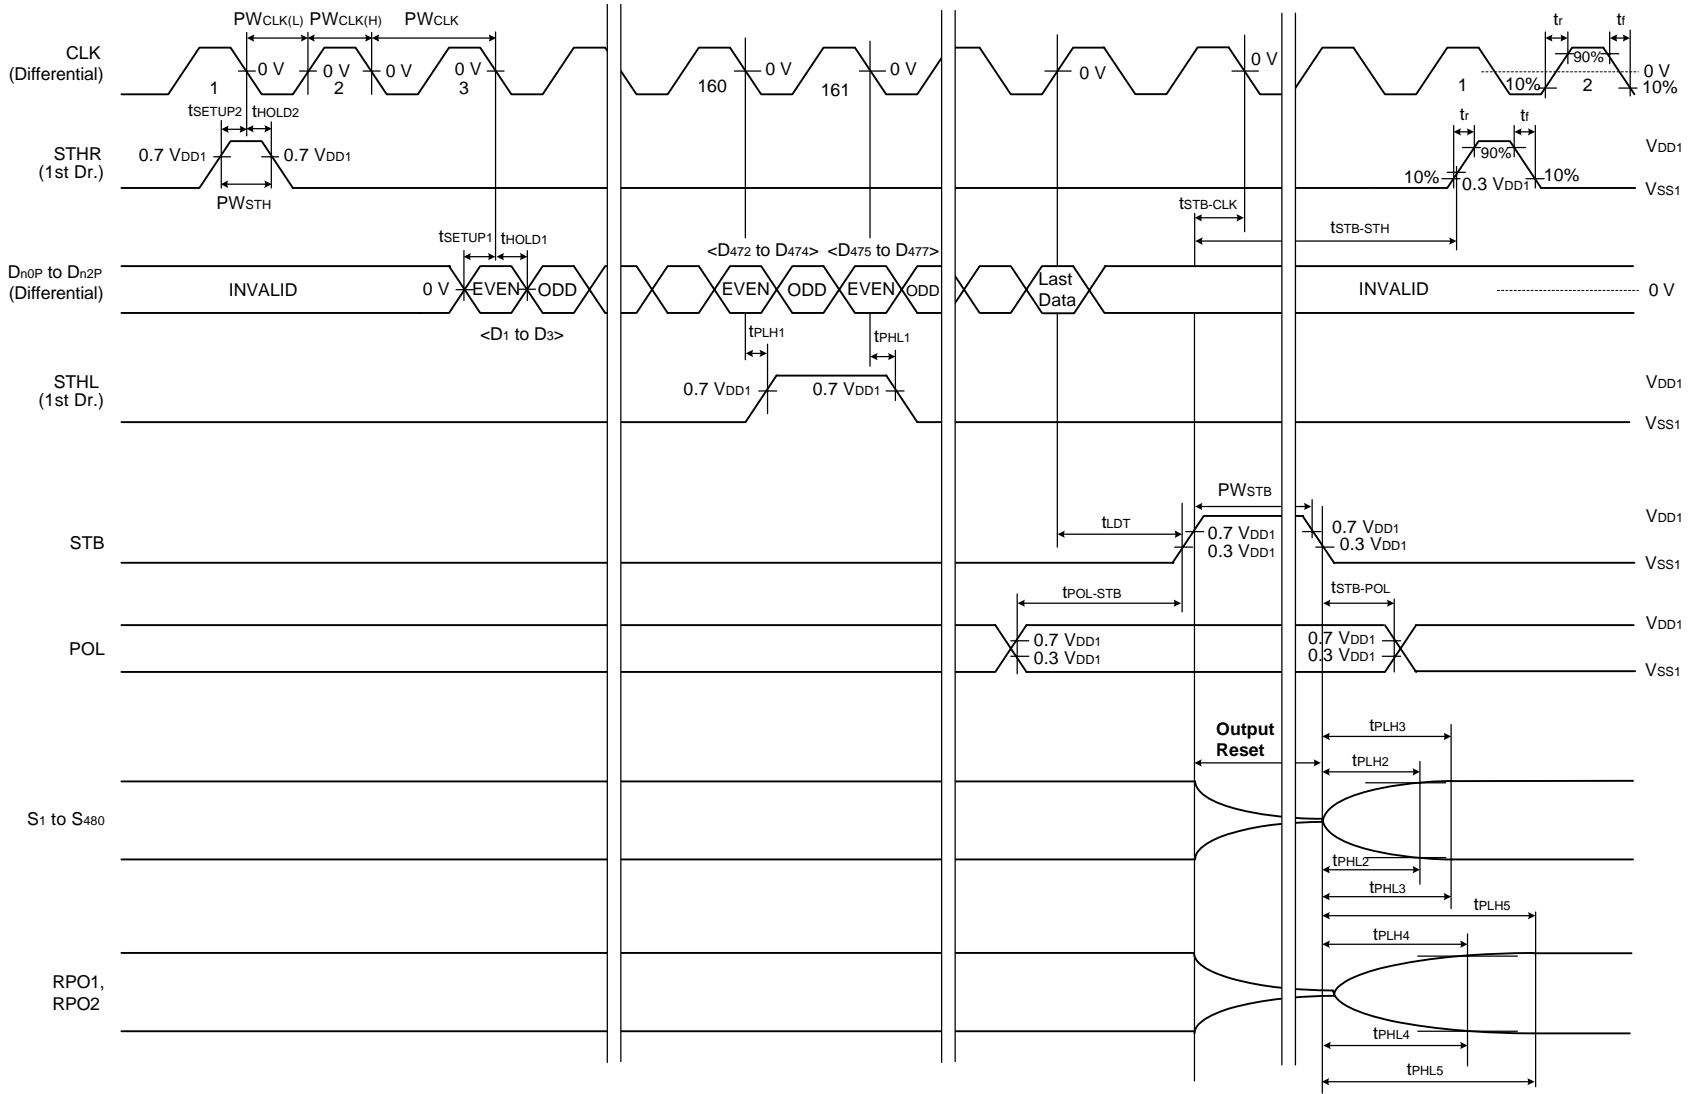 PWCLK(L) PWCLK(H) PWCLK
tr tf
CLK
(Differential)
0 V 0 V 0 V 0 V 0 V 0 V 0 V 0 V 90% 0 V
1 2 3 160 161 1 10% 2 10%
tSETUP2 tHOLD2
tr tf
STHR
(1st Dr.)
0.7 VDD1 0.7 VDD1 90% VDD1
10% 0.3 VDD1 10% VSS1
PWSTH
tSTB-CLK
tSTB-STH
tSETUP1 tHOLD1 <D472 to D474> <D475 to D477>
Dn0P to Dn2P
(Differential)
INVALID 0 V EVEN ODD EVEN ODD EVEN ODD Last
Data INVALID 0 V
<D1 to D3>
tPLH1 tPHL1
STHL
(1st Dr.)
0.7 VDD1 0.7 VDD1 VDD1
VSS1
PWSTB
tLDT
STB
0.7 VDD1 0.7 VDD1 VDD1
0.3 VDD1 0.3 VDD1 VSS1
tPOL-STB tSTB-POL
POL
0.7 VDD1 0.7 VDD1 VDD1
0.3 VDD1 0.3 VDD1 VSS1
Output
Reset
tPLH3
tPLH2
S1 to S480
tPHL2
tPHL3
tPLH5
tPLH4
RPO1,
RPO2
tPHL4
tPHL5